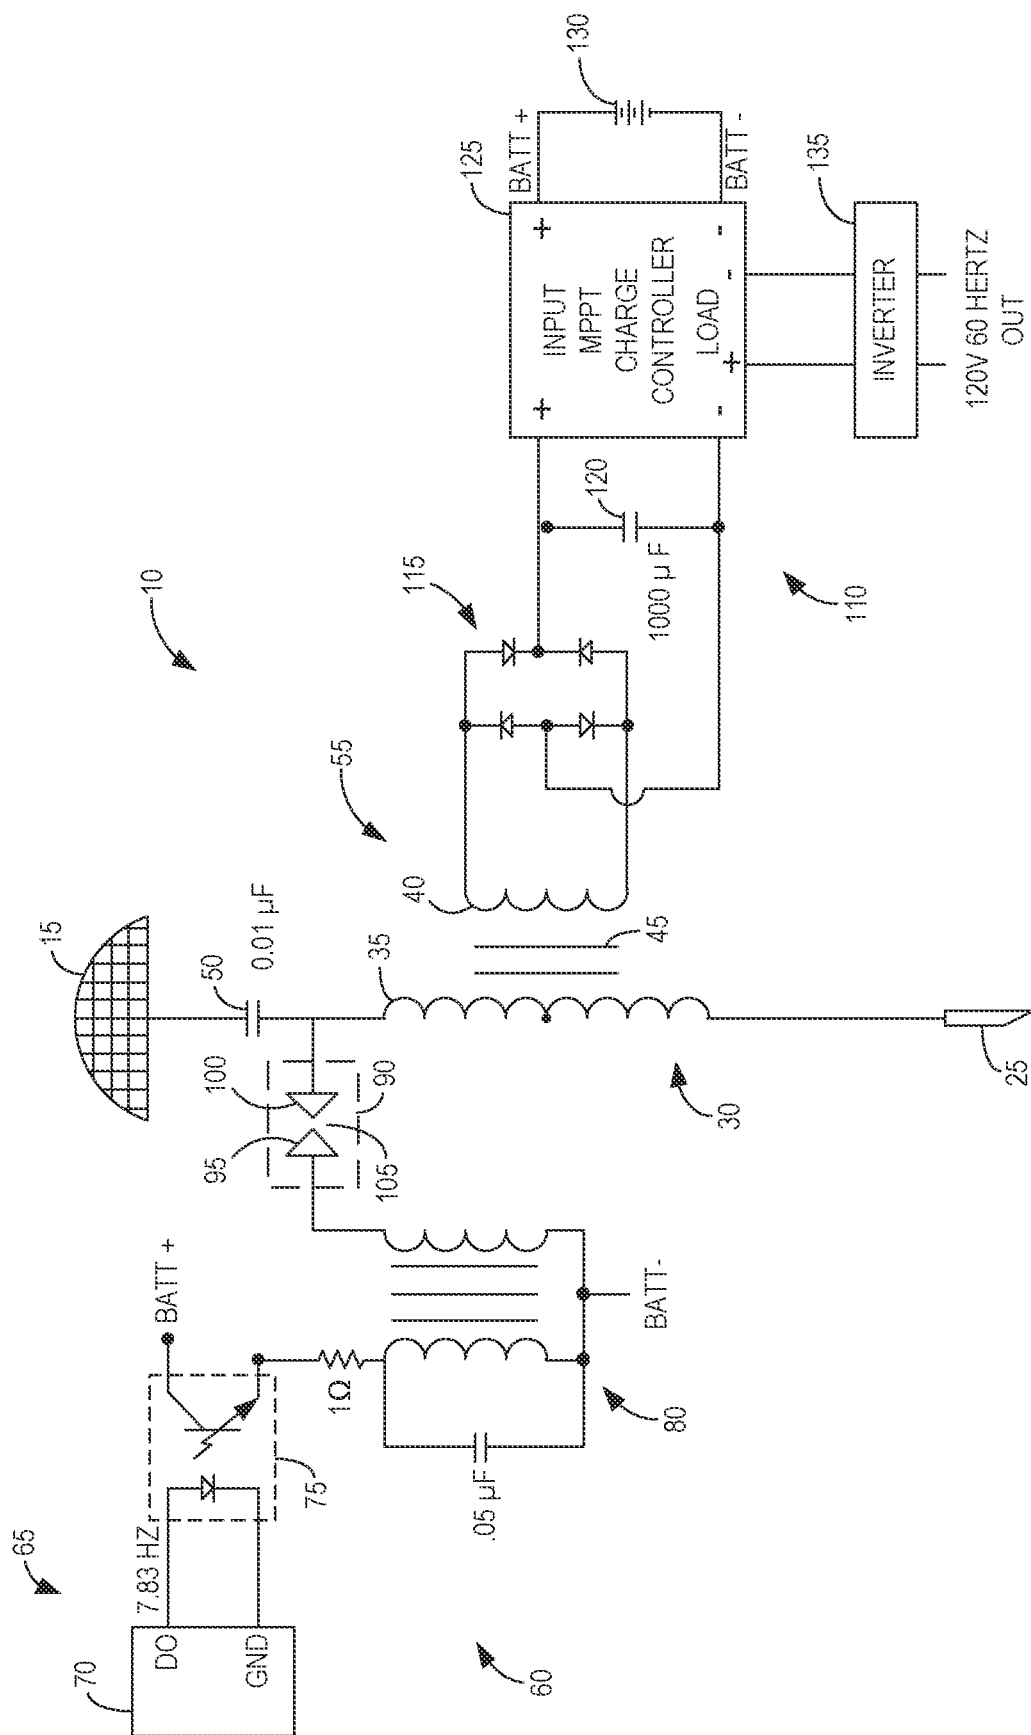 10
15
0.01 µF
50
35
100
95
90
105
30
25
40
45
55
115
120
1000 µ F
110
125
BATT +
130
BATT -
+ +
INPUT
MPPT
CHARGE
CONTROLLER
LOAD
- + - -
135
INVERTER
120V 60 HERTZ
OUT
65
70
DO
GND
7.83 HZ
75
BATT +
1Ω
.05 µF
80
BATT-
60